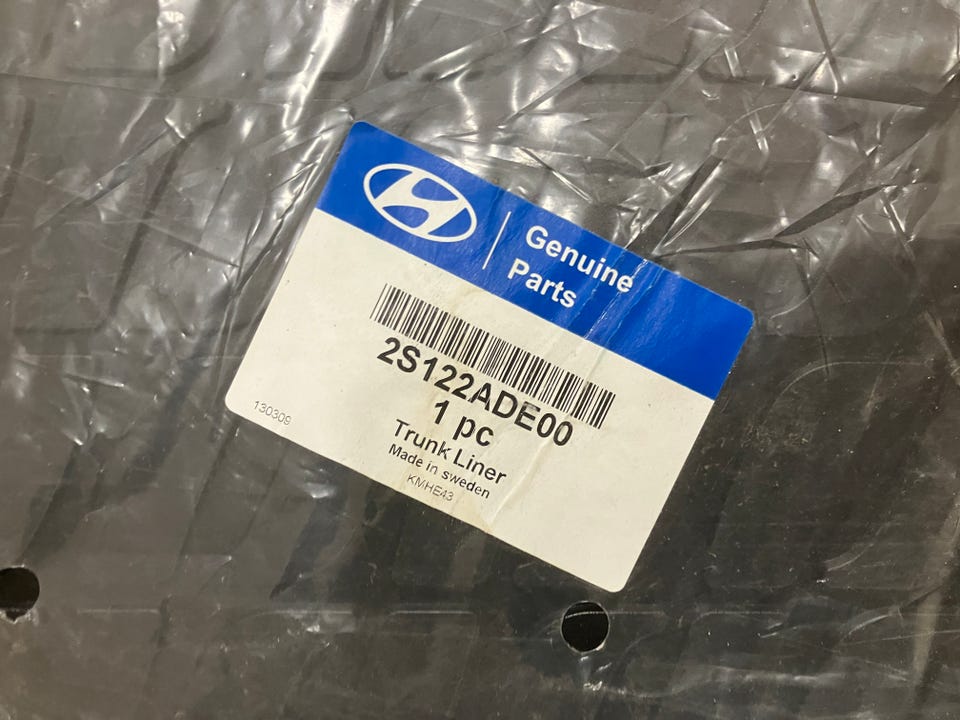 Genuine
Parts
2S122ADE00
1 pc
Trunk Liner
Made in sweden
KMHE43
130309